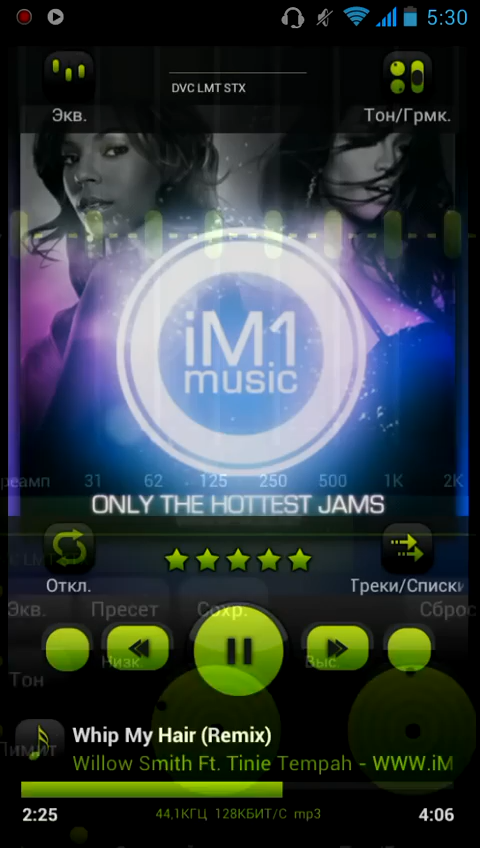 5:30
DVC LMT STX
Экв.
Тон/Грмк.
iM1
music
реамп 31 62 125 250 500 1K 2K
ONLY THE HOTTEST JAMS
Откл.
Треки/Списки
Экв. Пресет Сохр. Сброс
Низк Выс
Тон
Лимит
Whip My Hair (Remix)
Willow Smith Ft. Tinie Tempah - WWW.iM
2:25
44,1КГЦ 128КБИТ/С mp3
4:06